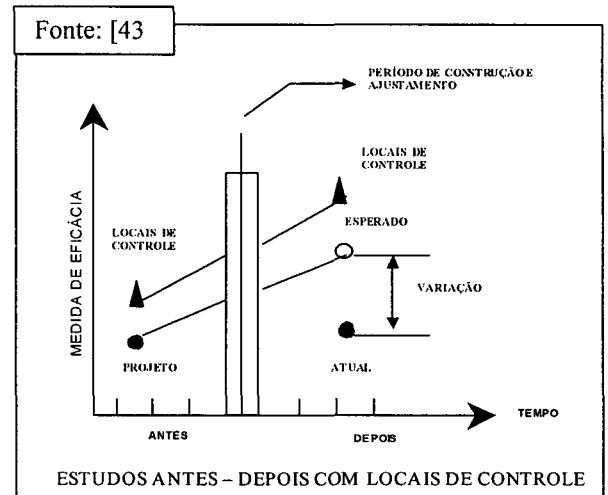 Fonte: [43
PERÍODO DE CONSTRUÇÃO E
AJUSTAMENTO
LOCAIS DE
CONTROLE
ESPERADO
LOCAIS DE
CONTROLE
MEDIDA DE EFICÁCIA
VARIAÇÃO
PROJETO
ATUAL
TEMPO
ANTES
DEPOIS
ESTUDOS ANTES – DEPOIS COM LOCAIS DE CONTROLE